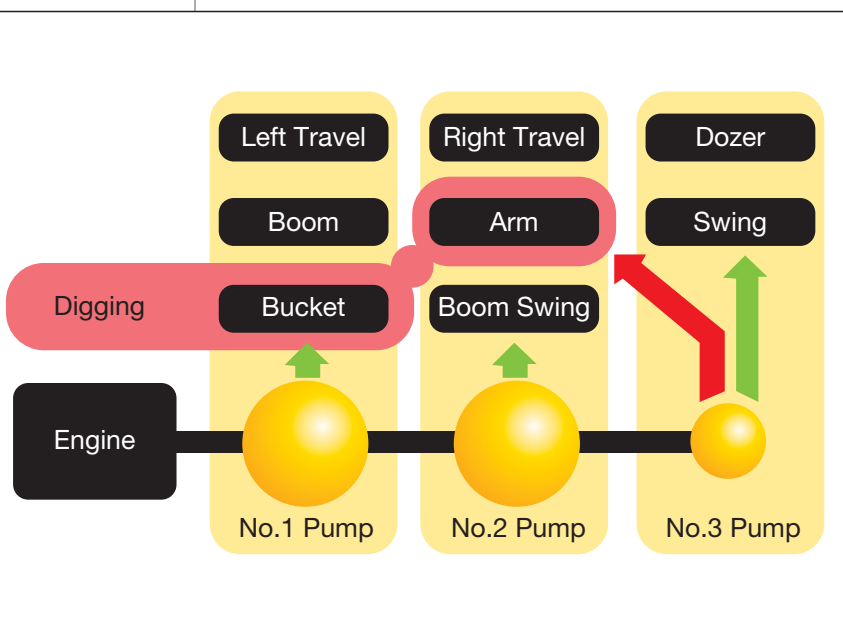 Left Travel
Right Travel
Dozer
Boom
Arm
Swing
Digging
Bucket
Boom Swing
Engine
No.1 Pump
No.2 Pump
No.3 Pump